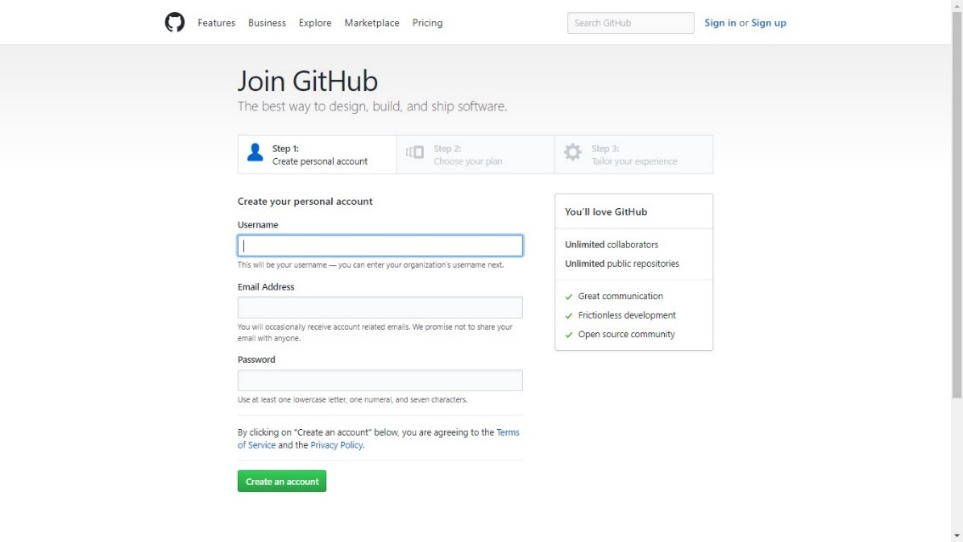 Features Business Explore Marketplace Pricing Search GitHub Sign in or Sign up
Join GitHub
The best way to design, build, and ship software.
Step 1:
Create personal account
Step 2:
Choose your plan
Step 3:
Tailor your experience
Create your personal account
Username
This will be your username — you can enter your organization's username next.
Email Address
You will occasionally receive account related emails. We promise not to share your
email with anyone.
Password
Use at least one lowercase letter, one numeral, and seven characters.
By clicking on "Create an account" below, you are agreeing to the Terms
of Service and the Privacy Policy.
Create an account
You'll love GitHub
Unlimited collaborators
Unlimited public repositories
Great communication
Frictionless development
Open source community